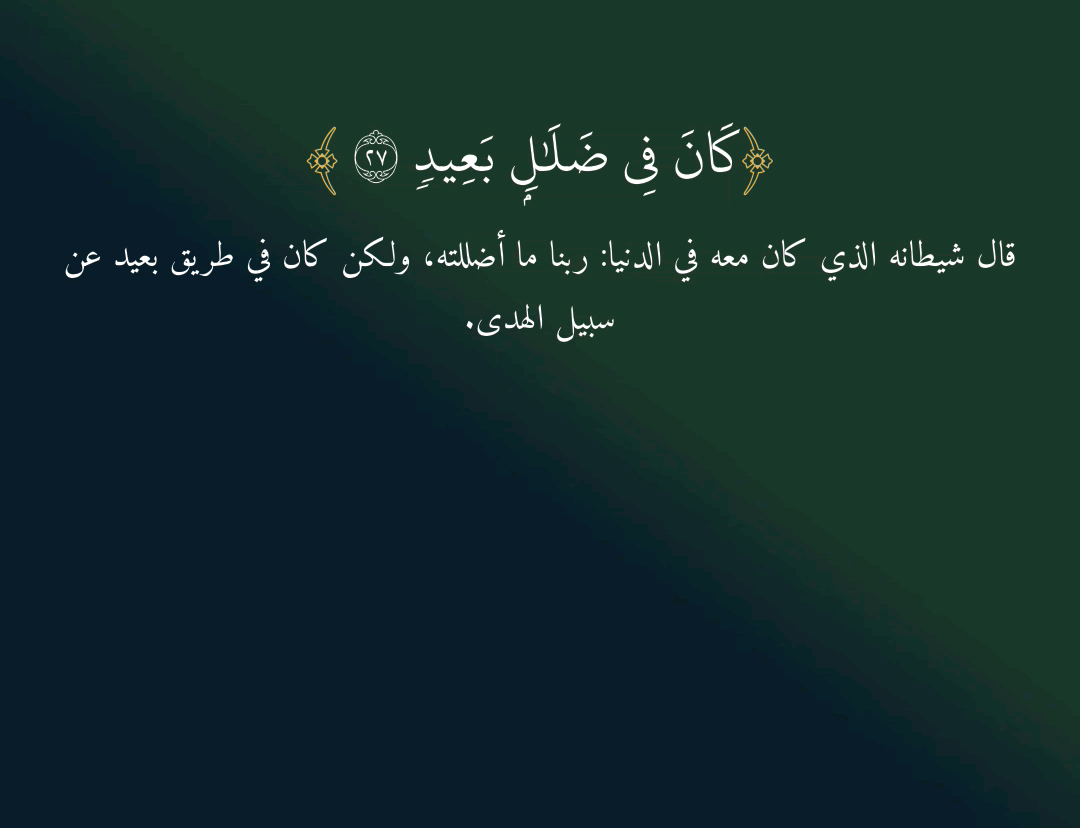 ﴿كَانَ فِى ضَلَـٰلِۭ بَعِيدٍۢ ٢٧﴾
قال شيطانه الذي كان معه في الدنيا: ربنا ما أضللته، ولكن كان في طريق بعيد عن
سبيل الهدى.